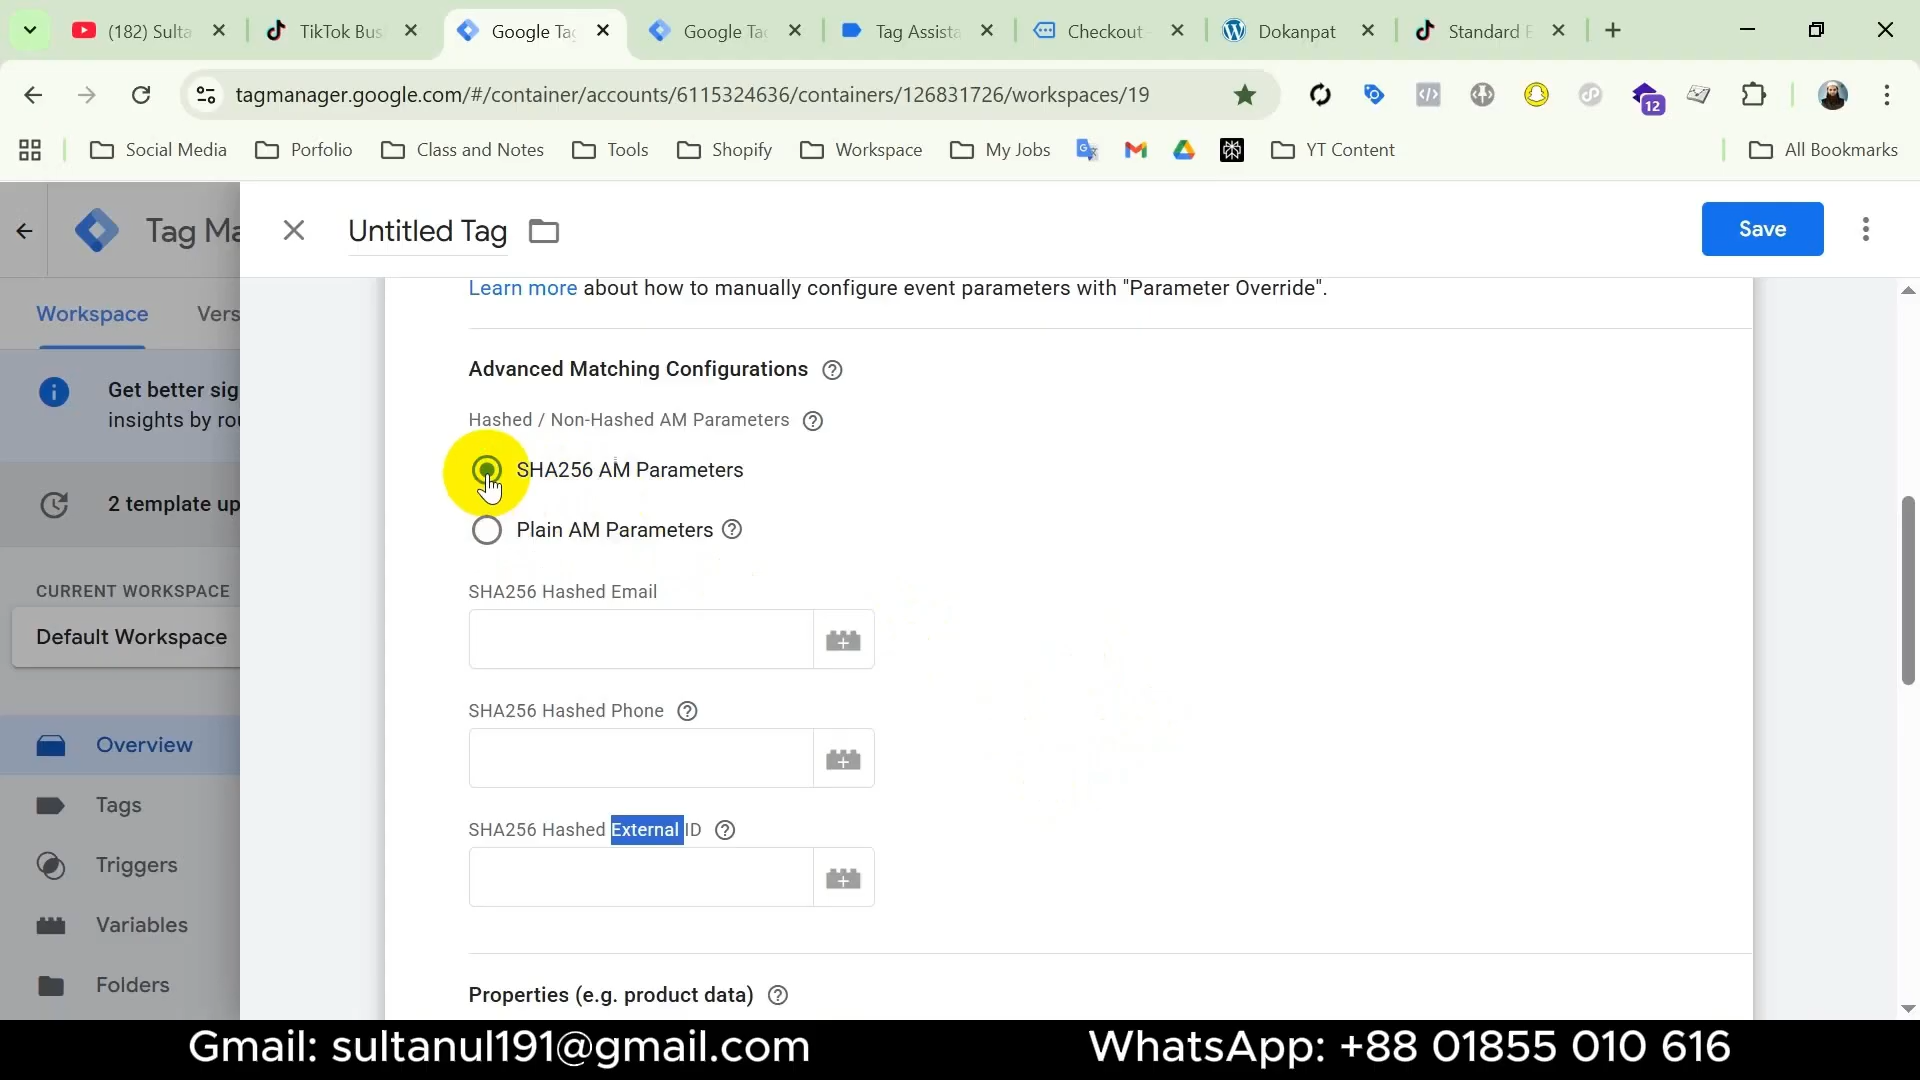 (182) Sulta
TikTok Bus
Google Tag
Google Tag
Tag Assista
Checkout -
Dokanpat
Standard E
tagmanager.google.com/#/container/accounts/6115324636/containers/126831726/workspaces/19
12
Social Media
Porfolio
Class and Notes
Tools
Shopify
Workspace
My Jobs
YT Content
All Bookmarks
Tag Ma
Untitled Tag
Save
Workspace
Vers
Get better sig
insights by rou
2 template up
CURRENT WORKSPACE
Default Workspace
Overview
Tags
Triggers
Variables
Folders
Learn more about how to manually configure event parameters with "Parameter Override".
Advanced Matching Configurations
Hashed / Non-Hashed AM Parameters
SHA256 AM Parameters
Plain AM Parameters
SHA256 Hashed Email
SHA256 Hashed Phone
SHA256 Hashed External ID
Properties (e.g. product data)
Gmail: sultanul191@gmail.com
WhatsApp: +88 01855 010 616